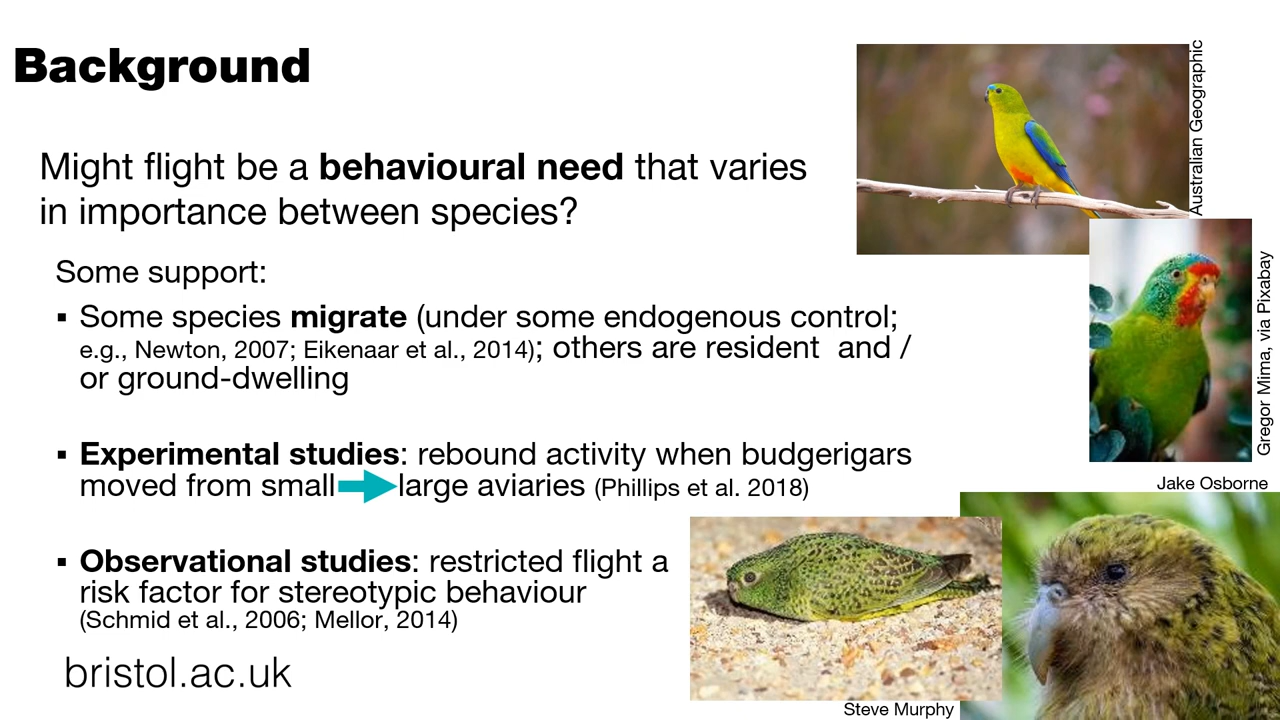 Background
Australian Geographic
Might flight be a behavioural need that varies
in importance between species?
Gregor Mima, via Pixabay
Some support:
▪ Some species migrate (under some endogenous control;
e.g., Newton, 2007; Eikenaar et al., 2014); others are resident  and /
or ground-dwelling
▪ Experimental studies: rebound activity when budgerigars
moved from small large aviaries (Phillips et al. 2018)
Jake Osborne
▪ Observational studies: restricted flight a
risk factor for stereotypic behaviour
(Schmid et al., 2006; Mellor, 2014)
bristol.ac.uk
Steve Murphy